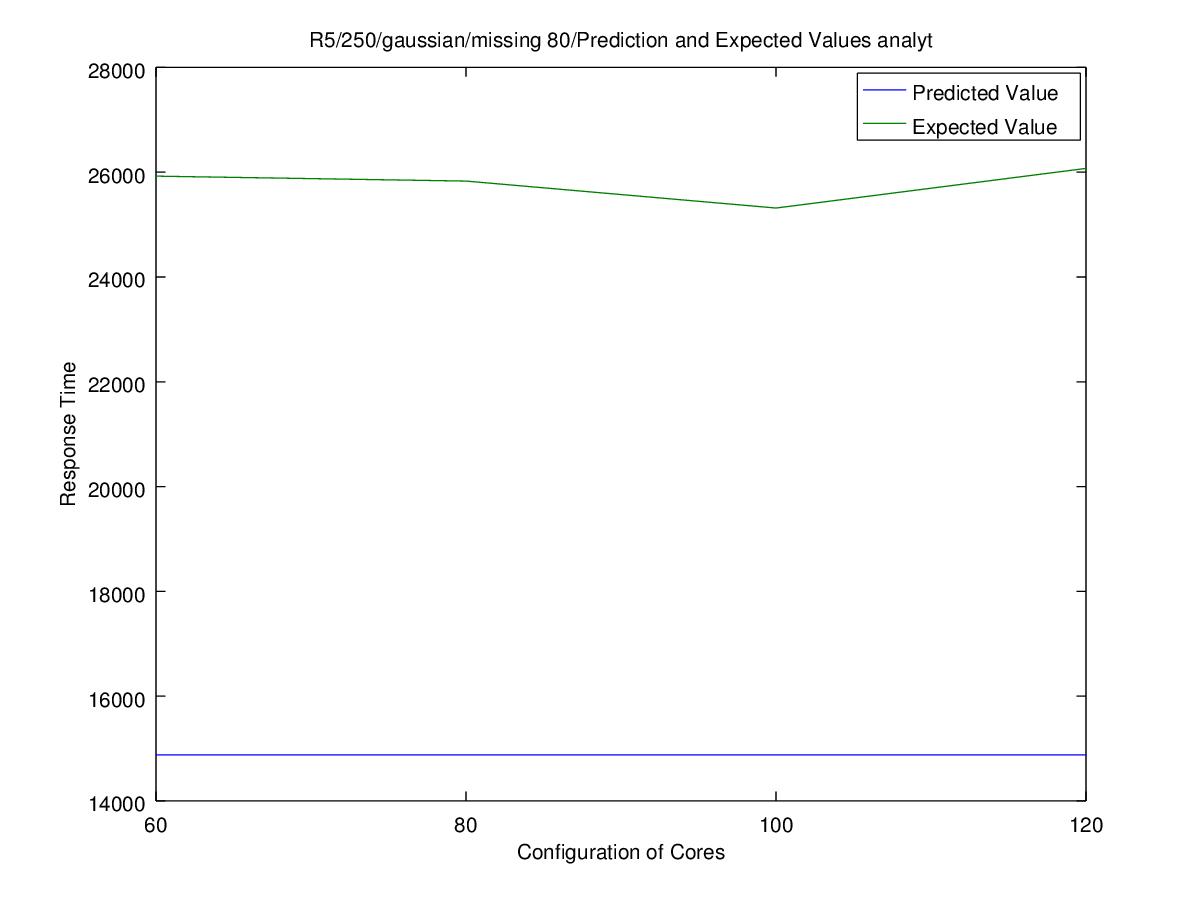 R5/250/gaussian/missing 80/Prediction and Expected Values analyt
28000
Predicted Value
Expected Value
26000
24000
22000
20000
18000
16000
14000
Response Time
60 80 100 120
Configuration of Cores